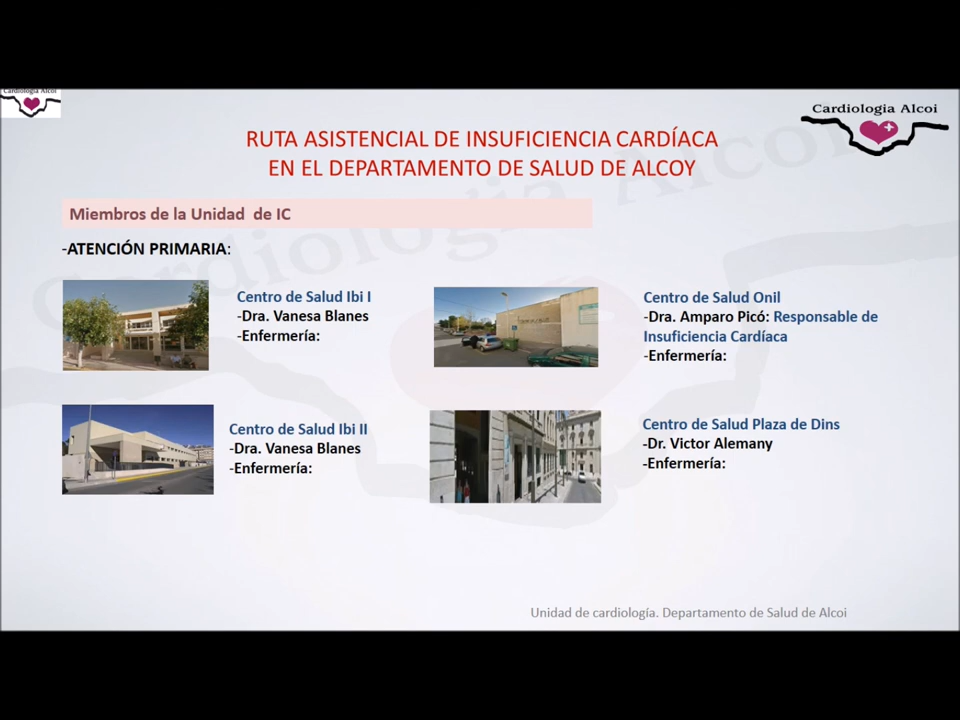 Cardiologia Alcoi
Cardiologia Alcoi
RUTA ASISTENCIAL DE INSUFICIENCIA CARDÍACA
EN EL DEPARTAMENTO DE SALUD DE ALCOY
Miembros de la Unidad de IC
-ATENCIÓN PRIMARIA:
Centro de Salud Ibi I
-Dra. Vanesa Blanes
-Enfermería:
Centro de Salud Onil
-Dra. Amparo Picó: Responsable de
Insuficiencia Cardíaca
-Enfermería:
Centro de Salud Ibi II
-Dra. Vanesa Blanes
-Enfermería:
Centro de Salud Plaza de Dins
-Dr. Victor Alemany
-Enfermería:
Cardiologia Alcoi
Unidad de cardiología. Departamento de Salud de Alcoi